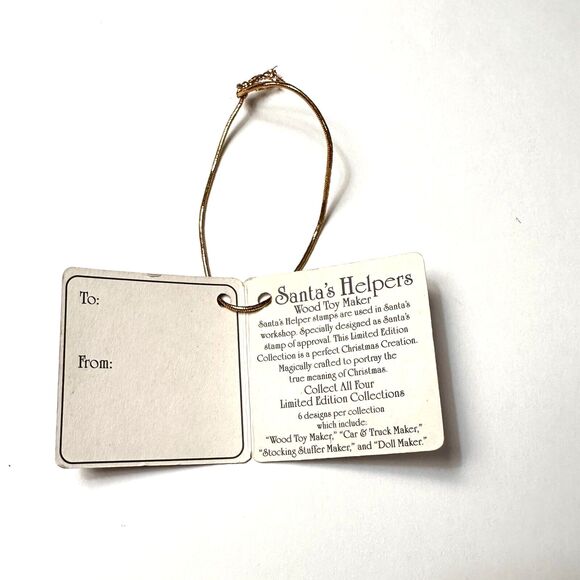 To:
From:
Santa's Helpers
Wood Toy Maker
Santa's Helper stamps are used in Santa's
workshop. Specially designed as Santa's
stamp of approval. This Limited Edition
Collection is a perfect Christmas Creation.
Magically crafted to portray the
true meaning of Christmas.
Collect All Four
Limited Edition Collections
6 designs per collection
which include:
"Wood Toy Maker," "Car & Truck Maker,"
"Stocking Stuffer Maker," and "Doll Maker."